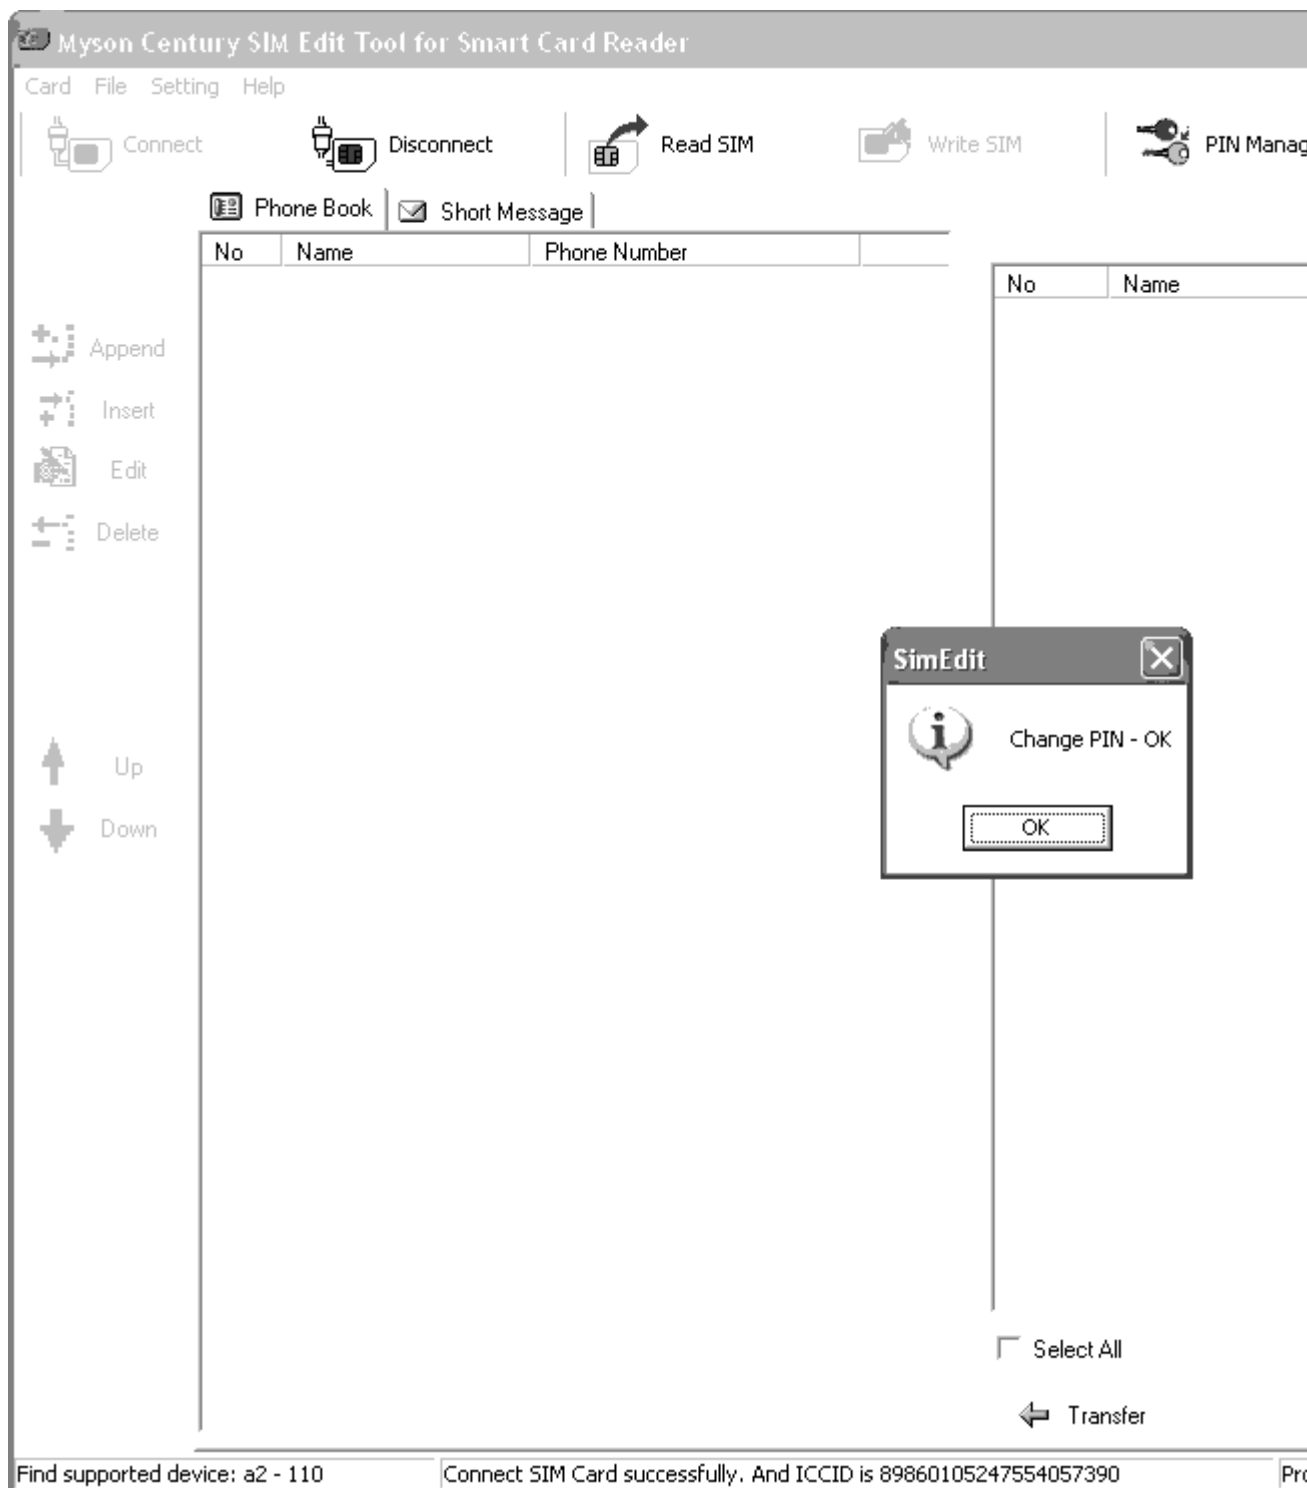 Myson Century SIM Edit Tool for Smart Card Reader
Card File Setting Help
Connect Disconnect Read SIM Write SIM PIN Manag
Phone Book Short Message
No Name Phone Number
No Name
Append
Insert
Edit
Delete
SimEdit
Change PIN - OK
OK
Up
Down
Select All
Transfer
Find supported device: a2 - 110 Connect SIM Card successfully. And ICCID is 89860105247554057390 Pro